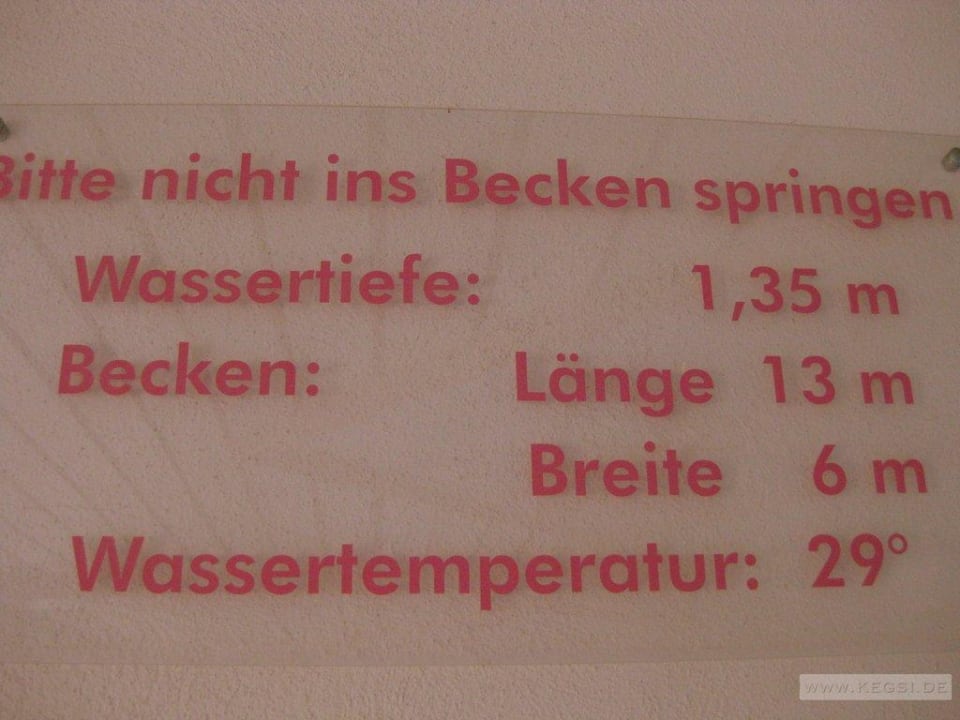 Bitte nicht ins Becken springen
Wassertiefe: 1,35 m
Becken: Länge 13 m
Breite 6 m
Wassertemperatur: 29°
WWW.KEGSI.DE